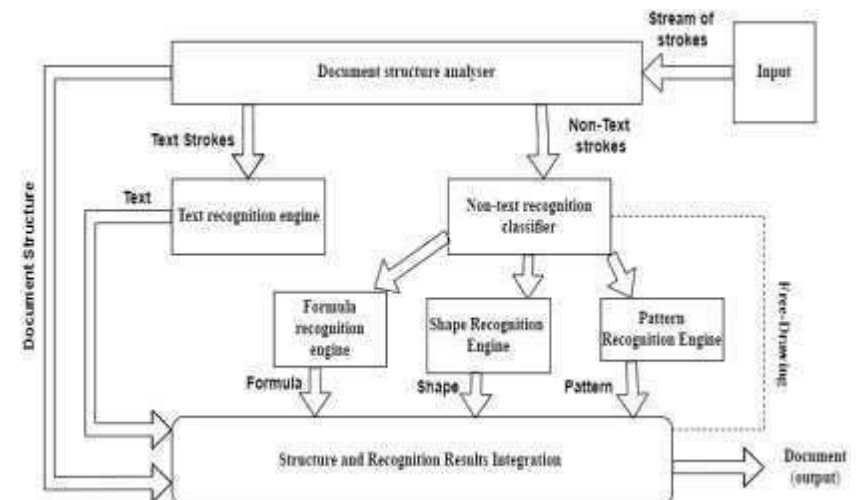 Stream of
strokes
Document structure analyser
Input
Text Strokes
Non-Text
strokes
Text
Text recognition engine
Non-text recognition
classifier
Document Structure
Free-Drawing
Formula
recognition
engine
Shape Recognition
Engine
Pattern
Recognition Engine
Formula
Shape
Pattern
Structure and Recognition Results Integration
Document
(output)